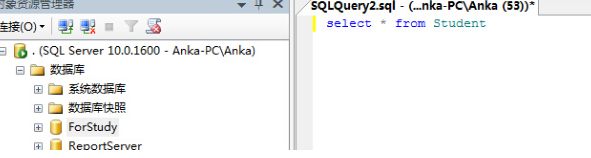 对象资源管理器
连接(O)
. (SQL Server 10.0.1600 - Anka-PC\Anka)
数据库
系统数据库
数据库快照
ForStudy
ReportServer
SQLQuery2.sql - (...nka-PC\Anka (53))*
select * from Student